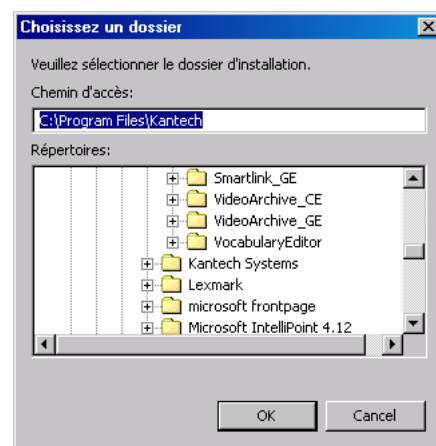 Choisissez un dossier
Veuillez sélectionner le dossier d'installation.
Chemin d'accès:
C:\Program Files\Kantech
Répertoires:
Smartlink_GE
VideoArchive_CE
VideoArchive_GE
VocabularyEditor
Kantech Systems
Lexmark
microsoft frontpage
Microsoft IntelliPoint 4.12
OK Cancel